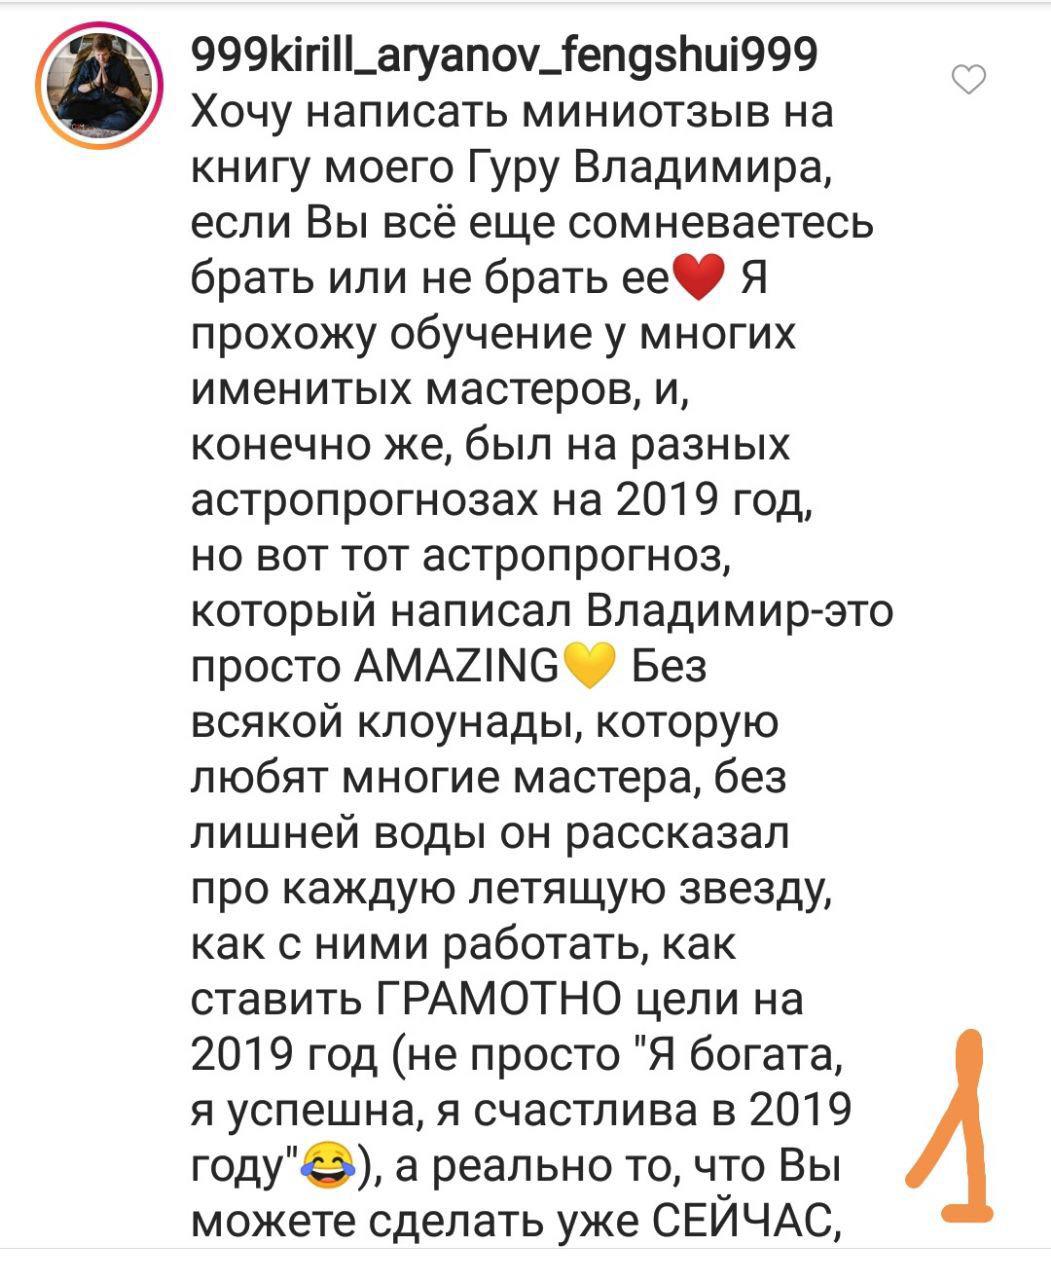 999kirill_aryanov_fengshui999
Хочу написать миниотзыв на
книгу моего Гуру Владимира,
если Вы всё еще сомневаетесь
брать или не брать ее❤️ Я
прохожу обучение у многих
именитых мастеров, и,
конечно же, был на разных
астропрогнозах на 2019 год,
но вот тот астропрогноз,
который написал Владимир-это
просто AMAZING💛 Без
всякой клоунады, которую
любят многие мастера, без
лишней воды он рассказал
про каждую летящую звезду,
как с ними работать, как
ставить ГРАМОТНО цели на
2019 год (не просто "Я богата,
я успешна, я счастлива в 2019
году"😂), а реально то, что Вы
можете сделать уже СЕЙЧАС,
1